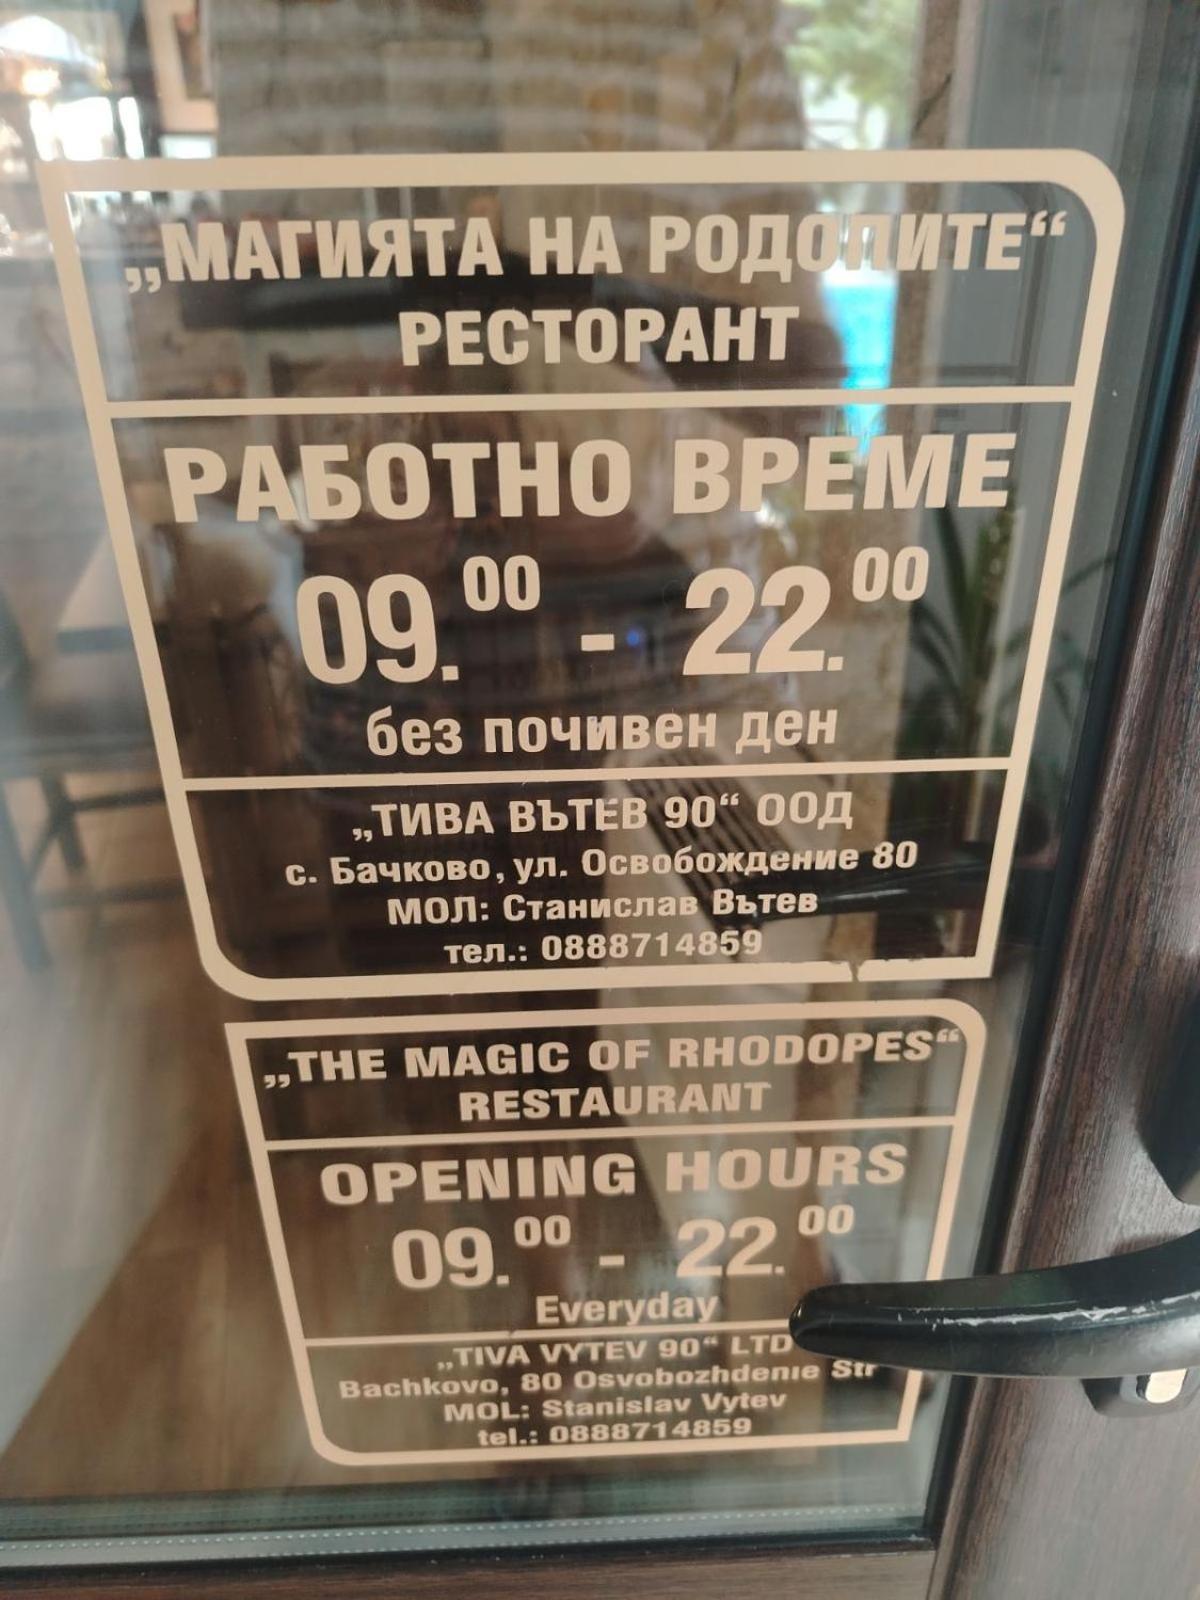 „МАГИЯТА НА РОДОПИТЕ“
РЕСТОРАНТ
РАБОТНО ВРЕМЕ
09.00 - 22.00
без почивен ден
„ТИВА ВЪТЕВ 90“ ООД
с. Бачково, ул. Освобождение 80
МОЛ: Станислав Вътев
тел.: 0888714859
„THE MAGIC OF RHODOPES“
RESTAURANT
OPENING HOURS
09.00 - 22.00
Everyday
„TIVA VYTEV 90“ LTD
Bachkovo, 80 Osvobozhdenie Str
MOL: Stanislav Vytev
tel.: 0888714859